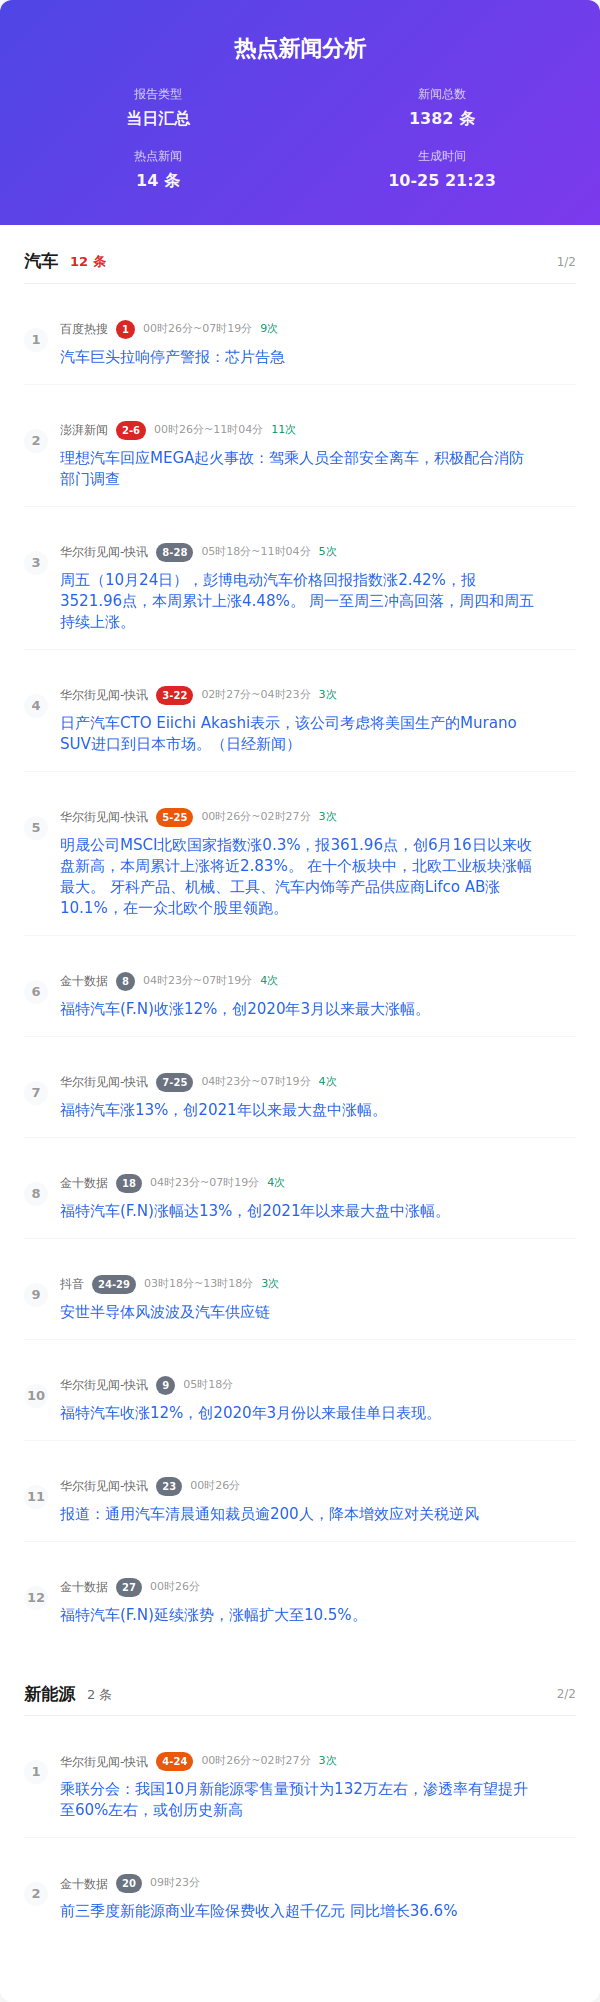 热点新闻分析
报告类型
新闻总数
当日汇总
1382 条
热点新闻
生成时间
14 条
10-25 21:23
汽车 12 条 1/2
1
百度热搜 1 00时26分~07时19分 9次
汽车巨头拉响停产警报：芯片告急
2
澎湃新闻 2-6 00时26分~11时04分 11次
理想汽车回应MEGA起火事故：驾乘人员全部安全离车，积极配合消防
部门调查
3
华尔街见闻-快讯 8-28 05时18分~11时04分 5次
周五（10月24日），彭博电动汽车价格回报指数涨2.42%，报
3521.96点，本周累计上涨4.48%。 周一至周三冲高回落，周四和周五
持续上涨。
4
华尔街见闻-快讯 3-22 02时27分~04时23分 3次
日产汽车CTO Eiichi Akashi表示，该公司考虑将美国生产的Murano
SUV进口到日本市场。（日经新闻）
5
华尔街见闻-快讯 5-25 00时26分~02时27分 3次
明晟公司MSCI北欧国家指数涨0.3%，报361.96点，创6月16日以来收
盘新高，本周累计上涨将近2.83%。 在十个板块中，北欧工业板块涨幅
最大。 牙科产品、机械、工具、汽车内饰等产品供应商Lifco AB涨
10.1%，在一众北欧个股里领跑。
6
金十数据 8 04时23分~07时19分 4次
福特汽车(F.N)收涨12%，创2020年3月以来最大涨幅。
7
华尔街见闻-快讯 7-25 04时23分~07时19分 4次
福特汽车涨13%，创2021年以来最大盘中涨幅。
8
金十数据 18 04时23分~07时19分 4次
福特汽车(F.N)涨幅达13%，创2021年以来最大盘中涨幅。
9
抖音 24-29 03时18分~13时18分 3次
安世半导体风波波及汽车供应链
10
华尔街见闻-快讯 9 05时18分
福特汽车收涨12%，创2020年3月份以来最佳单日表现。
11
华尔街见闻-快讯 23 00时26分
报道：通用汽车清晨通知裁员逾200人，降本增效应对关税逆风
12
金十数据 27 00时26分
福特汽车(F.N)延续涨势，涨幅扩大至10.5%。
新能源 2 条 2/2
1
华尔街见闻-快讯 4-24 00时26分~02时27分 3次
乘联分会：我国10月新能源零售量预计为132万左右，渗透率有望提升
至60%左右，或创历史新高
2
金十数据 20 09时23分
前三季度新能源商业车险保费收入超千亿元 同比增长36.6%